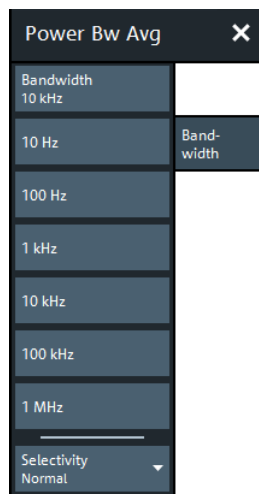 Power Bw Avg
Bandwidth
10 kHz
10 Hz
Band-
width
100 Hz
1 kHz
10 kHz
100 kHz
1 MHz
Selectivity
Normal